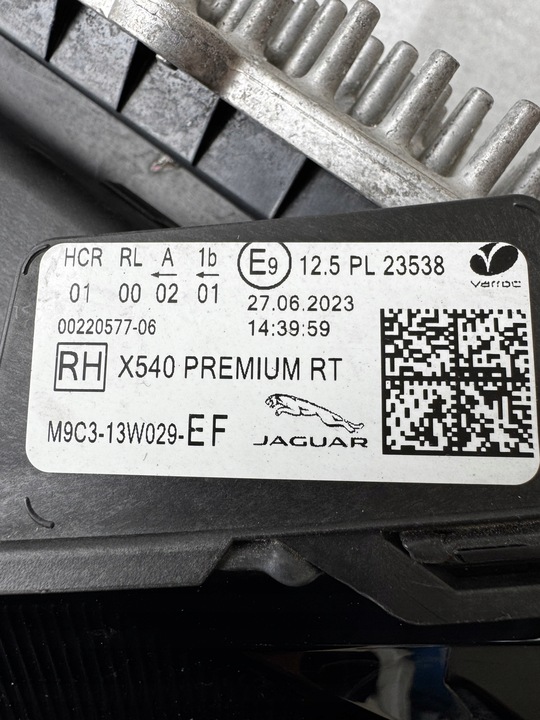 HCR RL A 1b E9 12.5 PL 23538
01 00 02 01 27.06.2023
00220577-06 14:39:59
varroc
RH X540 PREMIUM RT
M9C3-13W029-EF
JAGUAR